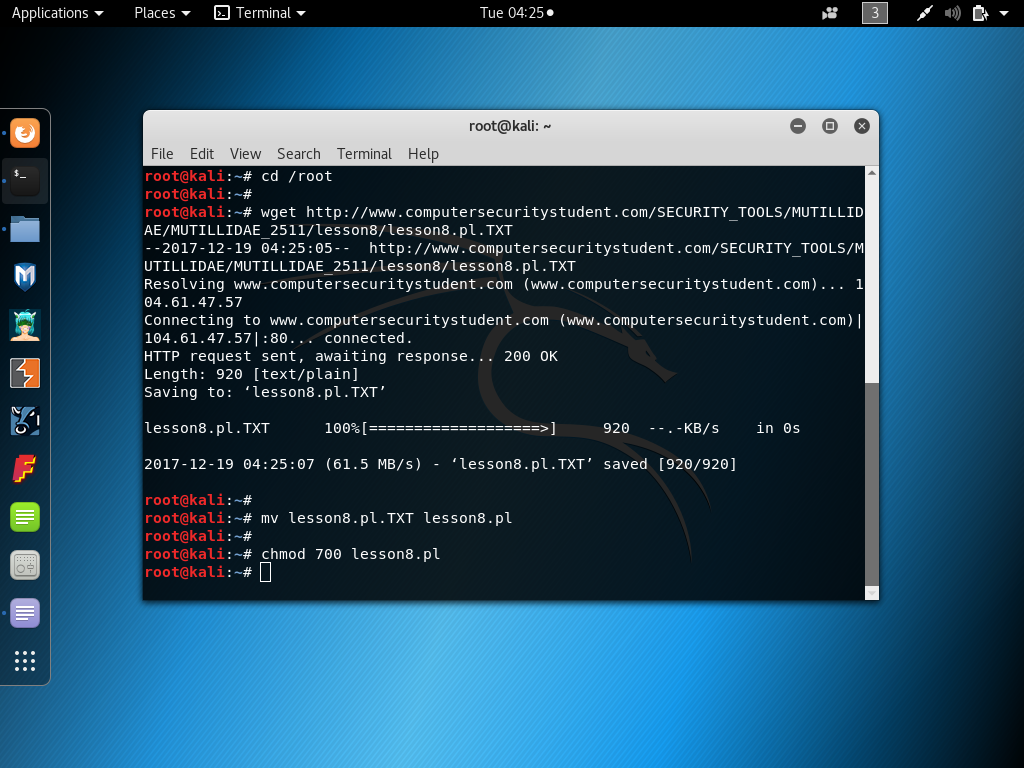 Applications Places Terminal Tue 04:25 3
root@kali: ~
File Edit View Search Terminal Help
root@kali:~# cd /root
root@kali:~#
root@kali:~# wget http://www.computersecuritystudent.com/SECURITY_TOOLS/MUTILLID
AE/MUTILLIDAE_2511/lesson8/lesson8.pl.TXT
--2017-12-19 04:25:05--  http://www.computersecuritystudent.com/SECURITY_TOOLS/M
UTILLIDAE/MUTILLIDAE_2511/lesson8/lesson8.pl.TXT
Resolving www.computersecuritystudent.com (www.computersecuritystudent.com)... 1
04.61.47.57
Connecting to www.computersecuritystudent.com (www.computersecuritystudent.com)|
104.61.47.57|:80... connected.
HTTP request sent, awaiting response... 200 OK
Length: 920 [text/plain]
Saving to: ‘lesson8.pl.TXT’
lesson8.pl.TXT      100%[===================>]     920  --.-KB/s    in 0s
2017-12-19 04:25:07 (61.5 MB/s) - ‘lesson8.pl.TXT’ saved [920/920]
root@kali:~#
root@kali:~# mv lesson8.pl.TXT lesson8.pl
root@kali:~#
root@kali:~# chmod 700 lesson8.pl
root@kali:~#